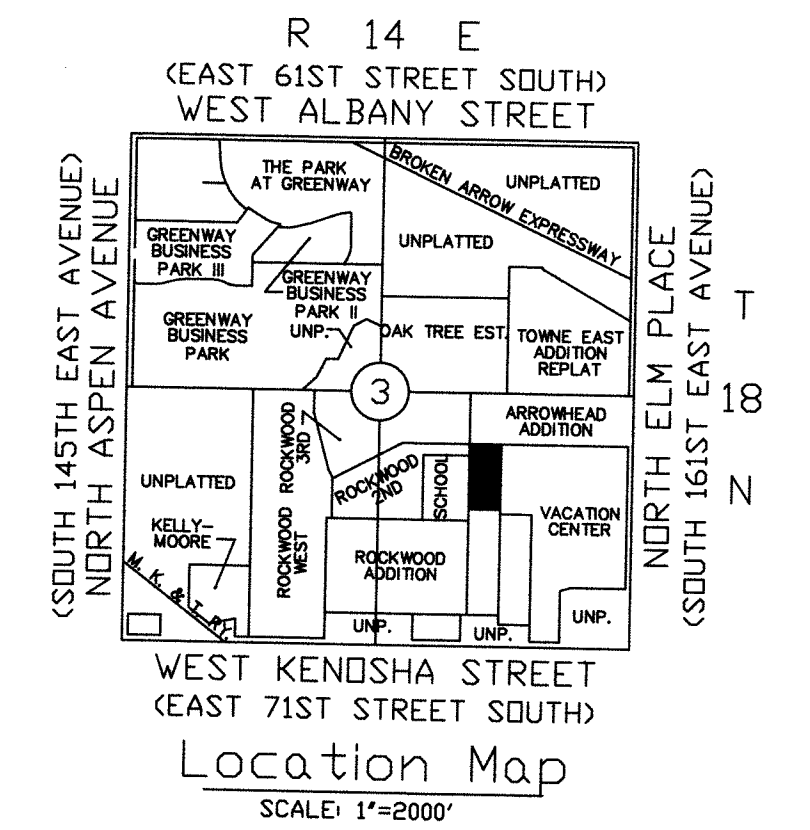 R 14 E
(EAST 61ST STREET SOUTH)
WEST ALBANY STREET
(SOUTH 145TH EAST AVENUE)
NORTH ASPEN AVENUE
THE PARK
AT GREENWAY
BROKEN ARROW EXPRESSWAY
UNPLATTED
UNPLATTED
GREENWAY
BUSINESS
PARK III
GREENWAY
BUSINESS
PARK II
UNP.
GREENWAY
BUSINESS
PARK
OAK TREE EST.
TOWNE EAST
ADDITION
REPLAT
3
ARROWHEAD
ADDITION
ROCKWOOD
3RD
ROCKWOOD
2ND
SCHOOL
UNPLATTED
VACATION
CENTER
KELLY-
MOORE
ROCKWOOD
WEST
ROCKWOOD
ADDITION
M. K. & T. RY.
UNP.
UNP.
UNP.
NORTH ELM PLACE
(SOUTH 161ST EAST AVENUE)
T
18
N
WEST KENOSHA STREET
(EAST 71ST STREET SOUTH)
Location Map
SCALE: 1"=2000'